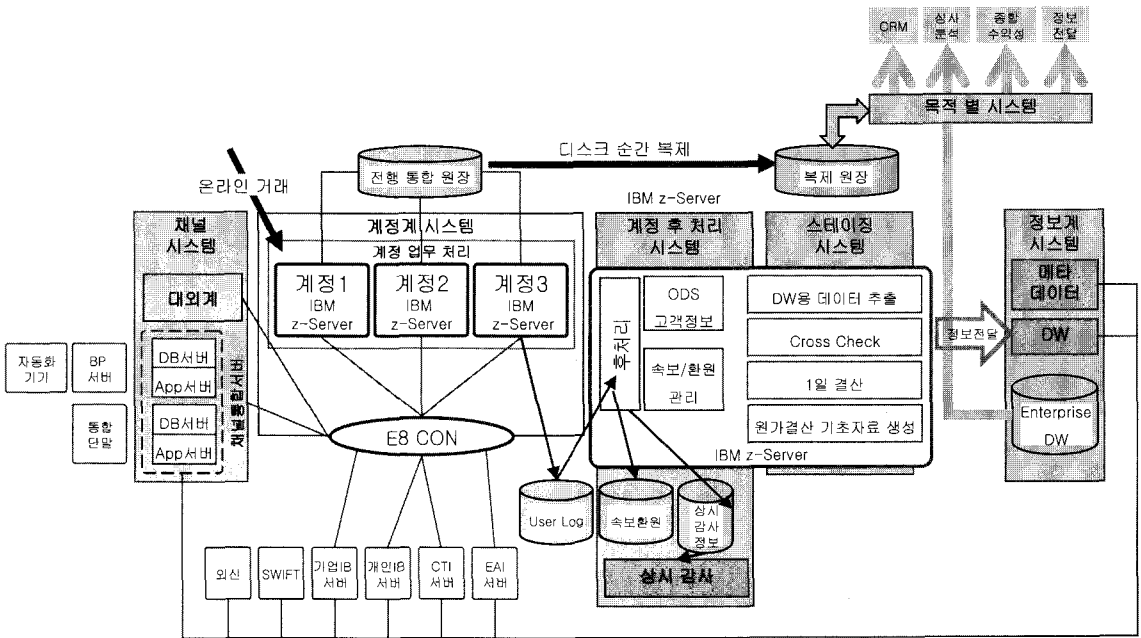 CRM
심사
분석
종합
수익성
정보
전달
목적 별 시스템
디스크 순간 복제
전행 통합 원장
복제 원장
온라인 거래
IBM z-Server
채널
시스템
계정계 시스템
계정 업무 처리
계정 후 처리
시스템
스테이징
시스템
정보계
시스템
대외계
계정1
IBM
z-Server
계정2
IBM
z-Server
계정3
IBM
z-Server
후처리
ODS
고객정보
속보/환원
관리
DW용 데이터 추출
Cross Check
1일 결산
원가결산 기초자료 생성
IBM z-Server
정보전달
메타
데이터
DW
Enterprise
DW
자동화
기기
BP
서버
통합
단말
DB서버
App서버
DB서버
App서버
채널통합서버
E8 CON
User Log
속보환원
상시
감사
정보
상시 감사
외신
SWIFT
기업IB
서버
개인IB
서버
CTI
서버
EAI
서버